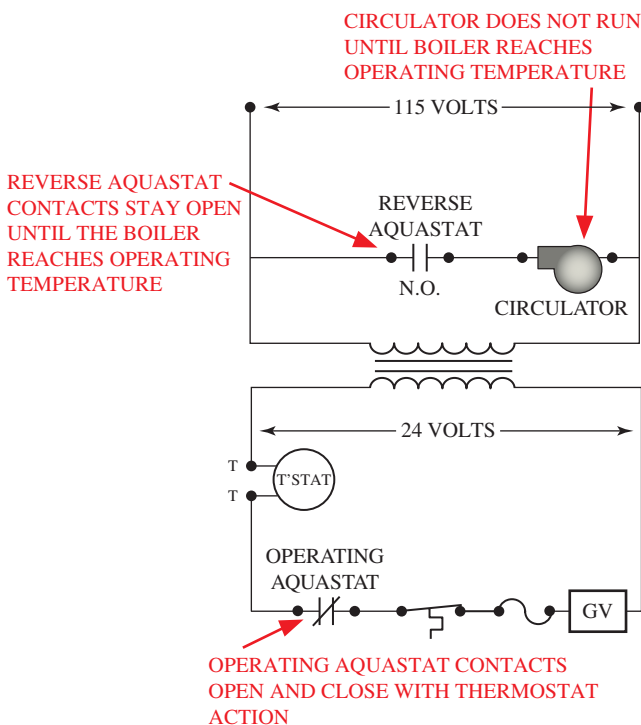 CIRCULATOR DOES NOT RUN
UNTIL BOILER REACHES
OPERATING TEMPERATURE
115 VOLTS
REVERSE AQUASTAT
CONTACTS STAY OPEN
UNTIL THE BOILER
REACHES OPERATING
TEMPERATURE
REVERSE
AQUASTAT
N.O.
CIRCULATOR
24 VOLTS
T
T
T'STAT
OPERATING
AQUASTAT
GV
OPERATING AQUASTAT CONTACTS
OPEN AND CLOSE WITH THERMOSTAT
ACTION